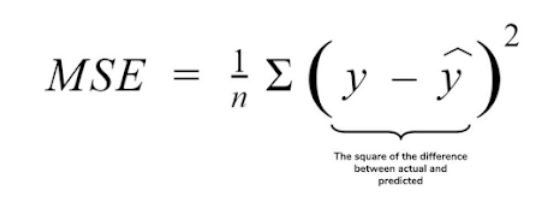 MSE = 1/n Σ(y − ŷ)²
The square of the difference
between actual and
predicted